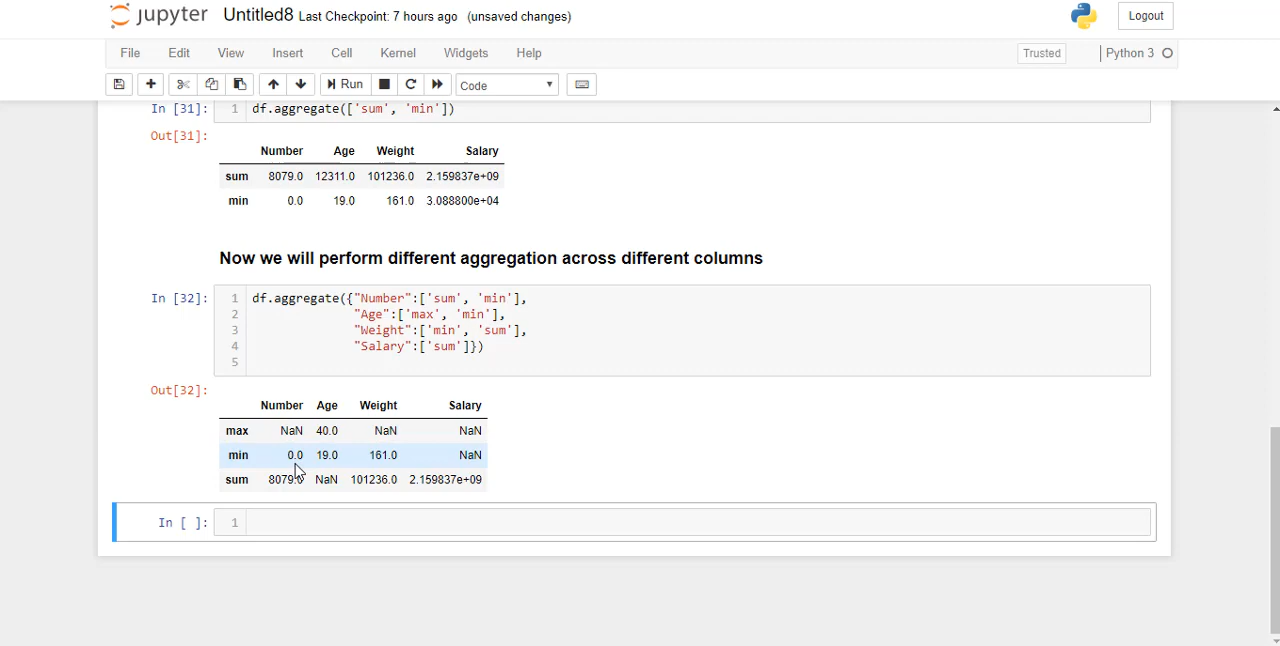 jupyter Untitled8 Last Checkpoint: 7 hours ago (unsaved changes) Logout
File Edit View Insert Cell Kernel Widgets Help Trusted Python 3
Run Code
In [31]: 1 df.aggregate(['sum', 'min'])
Out[31]:
Number Age Weight Salary
sum 8079.0 12311.0 101236.0 2.159837e+09
min 0.0 19.0 161.0 3.088800e+04
Now we will perform different aggregation across different columns
In [32]: 1 df.aggregate({"Number":['sum', 'min'],
2 "Age":['max', 'min'],
3 "Weight":['min', 'sum'],
4 "Salary":['sum']})
5
Out[32]:
Number Age Weight Salary
max NaN 40.0 NaN NaN
min 0.0 19.0 161.0 NaN
sum 8079.0 NaN 101236.0 2.159837e+09
In [ ]: 1